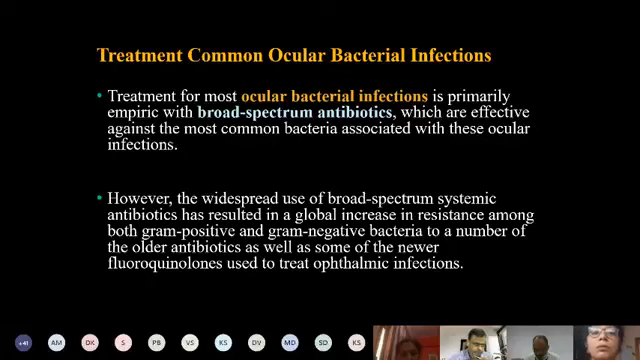 Treatment Common Ocular Bacterial Infections
• Treatment for most ocular bacterial infections is primarily
empiric with broad-spectrum antibiotics, which are effective
against the most common bacteria associated with these ocular
infections.
• However, the widespread use of broad-spectrum systemic
antibiotics has resulted in a global increase in resistance among
both gram-positive and gram-negative bacteria to a number of
the older antibiotics as well as some of the newer
fluoroquinolones used to treat ophthalmic infections.
+41 AM DK S PB VS KS DV MD SD KS